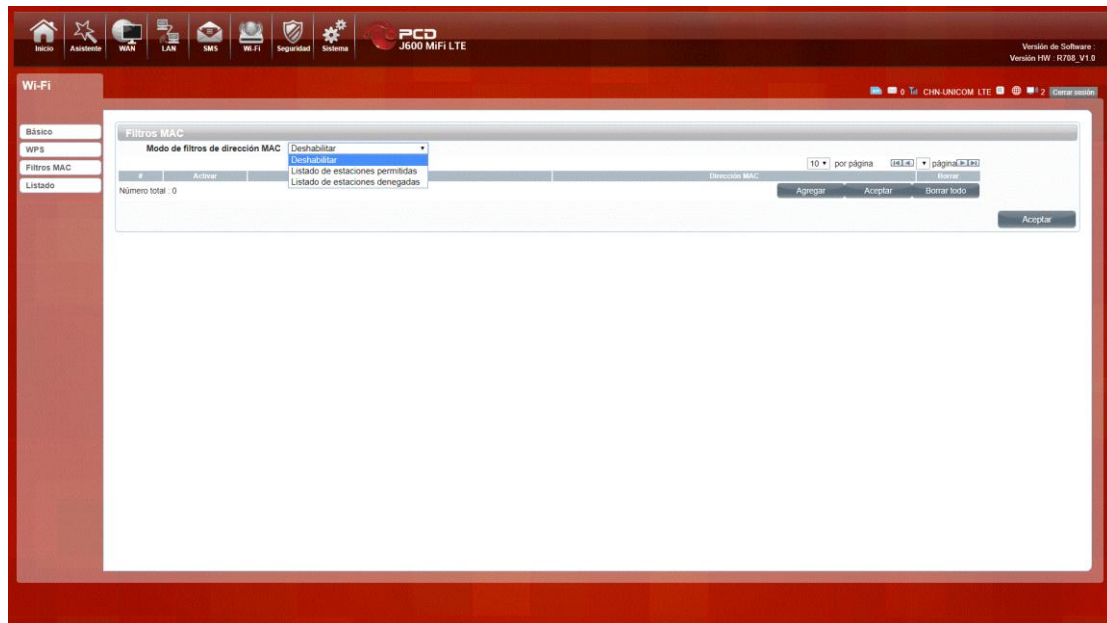 Inicio Asistente WAN LAN SMS Wi.Fi Seguridad Sistema
PCD
J600 MiFi LTE
Versión de Software :
Versión HW : R708_V1.0
Wi-Fi
0 CHN-UNICOM LTE 2 Cerrar sesión
Básico
WPS
Filtros MAC
Listado
Filtros MAC
Modo de filtros de dirección MAC Deshabilitar
Deshabilitar
Listado de estaciones permitidas
Listado de estaciones denegadas
10 por página página
# Activar Dirección MAC Borrar
Número total : 0
Agregar Aceptar Borrar todo
Aceptar